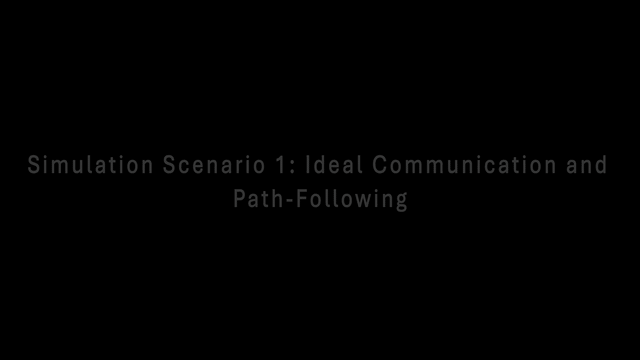 Simulation Scenario 1: Ideal Communication and
Path-Following